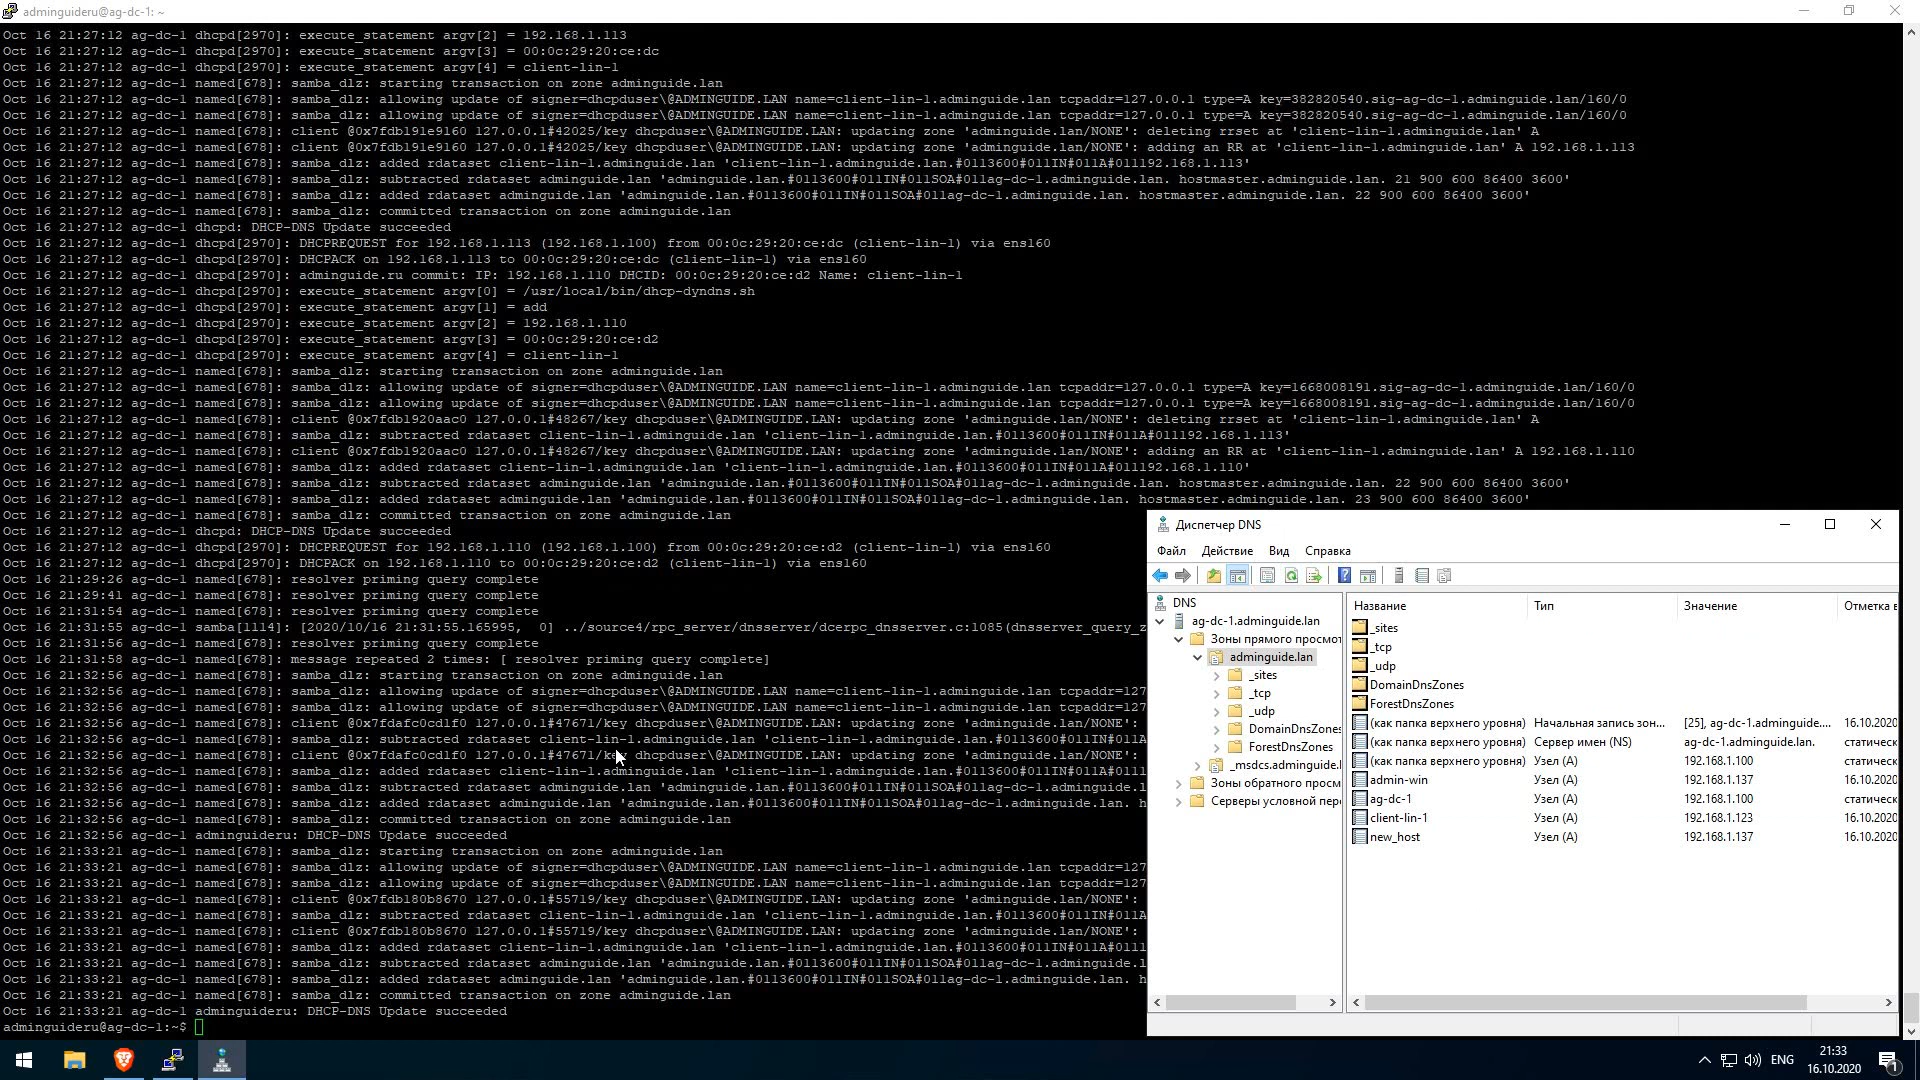 adminguideru@ag-dc-1: ~
Oct 16 21:27:12 ag-dc-1 dhcpd[2970]: execute_statement argv[2] = 192.168.1.113
Oct 16 21:27:12 ag-dc-1 dhcpd[2970]: execute_statement argv[3] = 00:0c:29:20:ce:dc
Oct 16 21:27:12 ag-dc-1 dhcpd[2970]: execute_statement argv[4] = client-lin-1
Oct 16 21:27:12 ag-dc-1 named[678]: samba_dlz: starting transaction on zone adminguide.lan
Oct 16 21:27:12 ag-dc-1 named[678]: samba_dlz: allowing update of signer=dhcpduser\@ADMINGUIDE.LAN name=client-lin-1.adminguide.lan tcpaddr=127.0.0.1 type=A key=382820540.sig-ag-dc-1.adminguide.lan/160/0
Oct 16 21:27:12 ag-dc-1 named[678]: samba_dlz: allowing update of signer=dhcpduser\@ADMINGUIDE.LAN name=client-lin-1.adminguide.lan tcpaddr=127.0.0.1 type=A key=382820540.sig-ag-dc-1.adminguide.lan/160/0
Oct 16 21:27:12 ag-dc-1 named[678]: client @0x7fdb191e9160 127.0.0.1#42025/key dhcpduser\@ADMINGUIDE.LAN: updating zone 'adminguide.lan/NONE': deleting rrset at 'client-lin-1.adminguide.lan' A
Oct 16 21:27:12 ag-dc-1 named[678]: client @0x7fdb191e9160 127.0.0.1#42025/key dhcpduser\@ADMINGUIDE.LAN: updating zone 'adminguide.lan/NONE': adding an RR at 'client-lin-1.adminguide.lan' A 192.168.1.113
Oct 16 21:27:12 ag-dc-1 named[678]: samba_dlz: added rdataset client-lin-1.adminguide.lan 'client-lin-1.adminguide.lan.#0113600#011IN#011A#011192.168.1.113'
Oct 16 21:27:12 ag-dc-1 named[678]: samba_dlz: subtracted rdataset adminguide.lan 'adminguide.lan.#0113600#011IN#011SOA#011ag-dc-1.adminguide.lan. hostmaster.adminguide.lan. 21 900 600 86400 3600'
Oct 16 21:27:12 ag-dc-1 named[678]: samba_dlz: added rdataset adminguide.lan 'adminguide.lan.#0113600#011IN#011SOA#011ag-dc-1.adminguide.lan. hostmaster.adminguide.lan. 22 900 600 86400 3600'
Oct 16 21:27:12 ag-dc-1 named[678]: samba_dlz: committed transaction on zone adminguide.lan
Oct 16 21:27:12 ag-dc-1 dhcpd: DHCP-DNS Update succeeded
Oct 16 21:27:12 ag-dc-1 dhcpd[2970]: DHCPREQUEST for 192.168.1.113 (192.168.1.100) from 00:0c:29:20:ce:dc (client-lin-1) via ens160
Oct 16 21:27:12 ag-dc-1 dhcpd[2970]: DHCPACK on 192.168.1.113 to 00:0c:29:20:ce:dc (client-lin-1) via ens160
Oct 16 21:27:12 ag-dc-1 dhcpd[2970]: adminguide.ru commit: IP: 192.168.1.110 DHCID: 00:0c:29:20:ce:d2 Name: client-lin-1
Oct 16 21:27:12 ag-dc-1 dhcpd[2970]: execute_statement argv[0] = /usr/local/bin/dhcp-dyndns.sh
Oct 16 21:27:12 ag-dc-1 dhcpd[2970]: execute_statement argv[1] = add
Oct 16 21:27:12 ag-dc-1 dhcpd[2970]: execute_statement argv[2] = 192.168.1.110
Oct 16 21:27:12 ag-dc-1 dhcpd[2970]: execute_statement argv[3] = 00:0c:29:20:ce:d2
Oct 16 21:27:12 ag-dc-1 dhcpd[2970]: execute_statement argv[4] = client-lin-1
Oct 16 21:27:12 ag-dc-1 named[678]: samba_dlz: starting transaction on zone adminguide.lan
Oct 16 21:27:12 ag-dc-1 named[678]: samba_dlz: allowing update of signer=dhcpduser\@ADMINGUIDE.LAN name=client-lin-1.adminguide.lan tcpaddr=127.0.0.1 type=A key=1668008191.sig-ag-dc-1.adminguide.lan/160/0
Oct 16 21:27:12 ag-dc-1 named[678]: samba_dlz: allowing update of signer=dhcpduser\@ADMINGUIDE.LAN name=client-lin-1.adminguide.lan tcpaddr=127.0.0.1 type=A key=1668008191.sig-ag-dc-1.adminguide.lan/160/0
Oct 16 21:27:12 ag-dc-1 named[678]: client @0x7fdb1920aac0 127.0.0.1#48267/key dhcpduser\@ADMINGUIDE.LAN: updating zone 'adminguide.lan/NONE': deleting rrset at 'client-lin-1.adminguide.lan' A
Oct 16 21:27:12 ag-dc-1 named[678]: samba_dlz: subtracted rdataset client-lin-1.adminguide.lan 'client-lin-1.adminguide.lan.#0113600#011IN#011A#011192.168.1.113'
Oct 16 21:27:12 ag-dc-1 named[678]: client @0x7fdb1920aac0 127.0.0.1#48267/key dhcpduser\@ADMINGUIDE.LAN: updating zone 'adminguide.lan/NONE': adding an RR at 'client-lin-1.adminguide.lan' A 192.168.1.110
Oct 16 21:27:12 ag-dc-1 named[678]: samba_dlz: added rdataset client-lin-1.adminguide.lan 'client-lin-1.adminguide.lan.#0113600#011IN#011A#011192.168.1.110'
Oct 16 21:27:12 ag-dc-1 named[678]: samba_dlz: subtracted rdataset adminguide.lan 'adminguide.lan.#0113600#011IN#011SOA#011ag-dc-1.adminguide.lan. hostmaster.adminguide.lan. 22 900 600 86400 3600'
Oct 16 21:27:12 ag-dc-1 named[678]: samba_dlz: added rdataset adminguide.lan 'adminguide.lan.#0113600#011IN#011SOA#011ag-dc-1.adminguide.lan. hostmaster.adminguide.lan. 23 900 600 86400 3600'
Oct 16 21:27:12 ag-dc-1 named[678]: samba_dlz: committed transaction on zone adminguide.lan
Oct 16 21:27:12 ag-dc-1 dhcpd: DHCP-DNS Update succeeded
Oct 16 21:27:12 ag-dc-1 dhcpd[2970]: DHCPREQUEST for 192.168.1.110 (192.168.1.100) from 00:0c:29:20:ce:d2 (client-lin-1) via ens160
Oct 16 21:27:12 ag-dc-1 dhcpd[2970]: DHCPACK on 192.168.1.110 to 00:0c:29:20:ce:d2 (client-lin-1) via ens160
Oct 16 21:29:26 ag-dc-1 named[678]: resolver priming query complete
Oct 16 21:29:41 ag-dc-1 named[678]: resolver priming query complete
Oct 16 21:31:54 ag-dc-1 named[678]: resolver priming query complete
Oct 16 21:31:55 ag-dc-1 samba[1114]: [2020/10/16 21:31:55.165995,  0] ../source4/rpc_server/dnsserver/dcerpc_dnsserver.c:1085(dnsserver_query_z
Oct 16 21:31:55 ag-dc-1 named[678]: resolver priming query complete
Oct 16 21:31:58 ag-dc-1 named[678]: message repeated 2 times: [ resolver priming query complete]
Oct 16 21:32:56 ag-dc-1 named[678]: samba_dlz: starting transaction on zone adminguide.lan
Oct 16 21:32:56 ag-dc-1 named[678]: samba_dlz: allowing update of signer=dhcpduser\@ADMINGUIDE.LAN name=client-lin-1.adminguide.lan tcpaddr=127
Oct 16 21:32:56 ag-dc-1 named[678]: samba_dlz: allowing update of signer=dhcpduser\@ADMINGUIDE.LAN name=client-lin-1.adminguide.lan tcpaddr=127
Oct 16 21:32:56 ag-dc-1 named[678]: client @0x7fdafc0cd1f0 127.0.0.1#47671/key dhcpduser\@ADMINGUIDE.LAN: updating zone 'adminguide.lan/NONE':
Oct 16 21:32:56 ag-dc-1 named[678]: samba_dlz: subtracted rdataset client-lin-1.adminguide.lan 'client-lin-1.adminguide.lan.#0113600#011IN#011A
Oct 16 21:32:56 ag-dc-1 named[678]: client @0x7fdafc0cd1f0 127.0.0.1#47671/key dhcpduser\@ADMINGUIDE.LAN: updating zone 'adminguide.lan/NONE':
Oct 16 21:32:56 ag-dc-1 named[678]: samba_dlz: added rdataset client-lin-1.adminguide.lan 'client-lin-1.adminguide.lan.#0113600#011IN#011A#0111
Oct 16 21:32:56 ag-dc-1 named[678]: samba_dlz: subtracted rdataset adminguide.lan 'adminguide.lan.#0113600#011IN#011SOA#011ag-dc-1.adminguide.l
Oct 16 21:32:56 ag-dc-1 named[678]: samba_dlz: added rdataset adminguide.lan 'adminguide.lan.#0113600#011IN#011SOA#011ag-dc-1.adminguide.lan. h
Oct 16 21:32:56 ag-dc-1 named[678]: samba_dlz: committed transaction on zone adminguide.lan
Oct 16 21:32:56 ag-dc-1 adminguideru: DHCP-DNS Update succeeded
Oct 16 21:33:21 ag-dc-1 named[678]: samba_dlz: starting transaction on zone adminguide.lan
Oct 16 21:33:21 ag-dc-1 named[678]: samba_dlz: allowing update of signer=dhcpduser\@ADMINGUIDE.LAN name=client-lin-1.adminguide.lan tcpaddr=127
Oct 16 21:33:21 ag-dc-1 named[678]: samba_dlz: allowing update of signer=dhcpduser\@ADMINGUIDE.LAN name=client-lin-1.adminguide.lan tcpaddr=127
Oct 16 21:33:21 ag-dc-1 named[678]: client @0x7fdb180b8670 127.0.0.1#55719/key dhcpduser\@ADMINGUIDE.LAN: updating zone 'adminguide.lan/NONE':
Oct 16 21:33:21 ag-dc-1 named[678]: samba_dlz: subtracted rdataset client-lin-1.adminguide.lan 'client-lin-1.adminguide.lan.#0113600#011IN#011A
Oct 16 21:33:21 ag-dc-1 named[678]: client @0x7fdb180b8670 127.0.0.1#55719/key dhcpduser\@ADMINGUIDE.LAN: updating zone 'adminguide.lan/NONE':
Oct 16 21:33:21 ag-dc-1 named[678]: samba_dlz: added rdataset client-lin-1.adminguide.lan 'client-lin-1.adminguide.lan.#0113600#011IN#011A#0111
Oct 16 21:33:21 ag-dc-1 named[678]: samba_dlz: subtracted rdataset adminguide.lan 'adminguide.lan.#0113600#011IN#011SOA#011ag-dc-1.adminguide.l
Oct 16 21:33:21 ag-dc-1 named[678]: samba_dlz: added rdataset adminguide.lan 'adminguide.lan.#0113600#011IN#011SOA#011ag-dc-1.adminguide.lan. h
Oct 16 21:33:21 ag-dc-1 named[678]: samba_dlz: committed transaction on zone adminguide.lan
Oct 16 21:33:21 ag-dc-1 adminguideru: DHCP-DNS Update succeeded
adminguideru@ag-dc-1:~$
Диспетчер DNS
Файл Действие Вид Справка
DNS
ag-dc-1.adminguide.lan
Зоны прямого просмот
adminguide.lan
_sites
_tcp
_udp
DomainDnsZones
ForestDnsZones
_msdcs.adminguide.l
Зоны обратного просм
Серверы условной пер
Название Тип Значение Отметка в
_sites
_tcp
_udp
DomainDnsZones
ForestDnsZones
(как папка верхнего уровня) Начальная запись зон... [25], ag-dc-1.adminguide.... 16.10.2020
(как папка верхнего уровня) Сервер имен (NS) ag-dc-1.adminguide.lan. статическ
(как папка верхнего уровня) Узел (A) 192.168.1.100 статическ
admin-win Узел (A) 192.168.1.137 16.10.2020
ag-dc-1 Узел (A) 192.168.1.100 статическ
client-lin-1 Узел (A) 192.168.1.123 16.10.2020
new_host Узел (A) 192.168.1.137 16.10.2020
ENG
21:33
16.10.2020
1